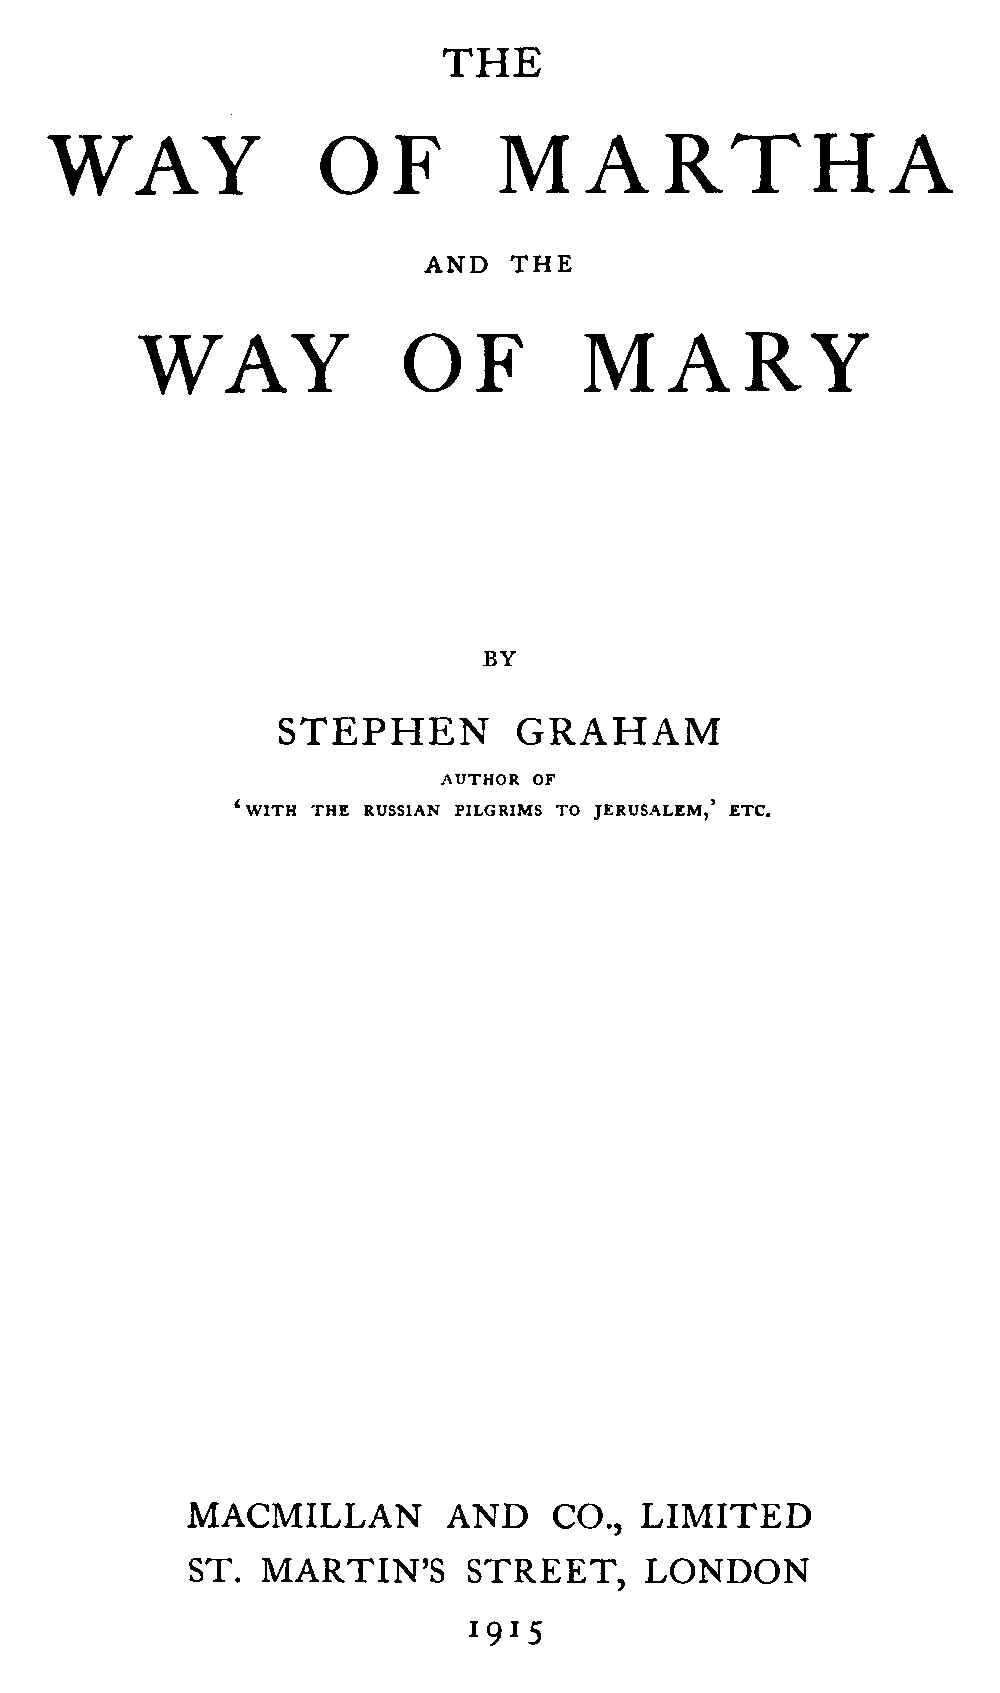 THE
WAY OF MARTHA
AND THE
WAY OF MARY
BY
STEPHEN GRAHAM
AUTHOR OF
‘WITH THE RUSSIAN PILGRIMS TO JERUSALEM,’ ETC.
MACMILLAN AND CO., LIMITED
ST. MARTIN'S STREET, LONDON
1915